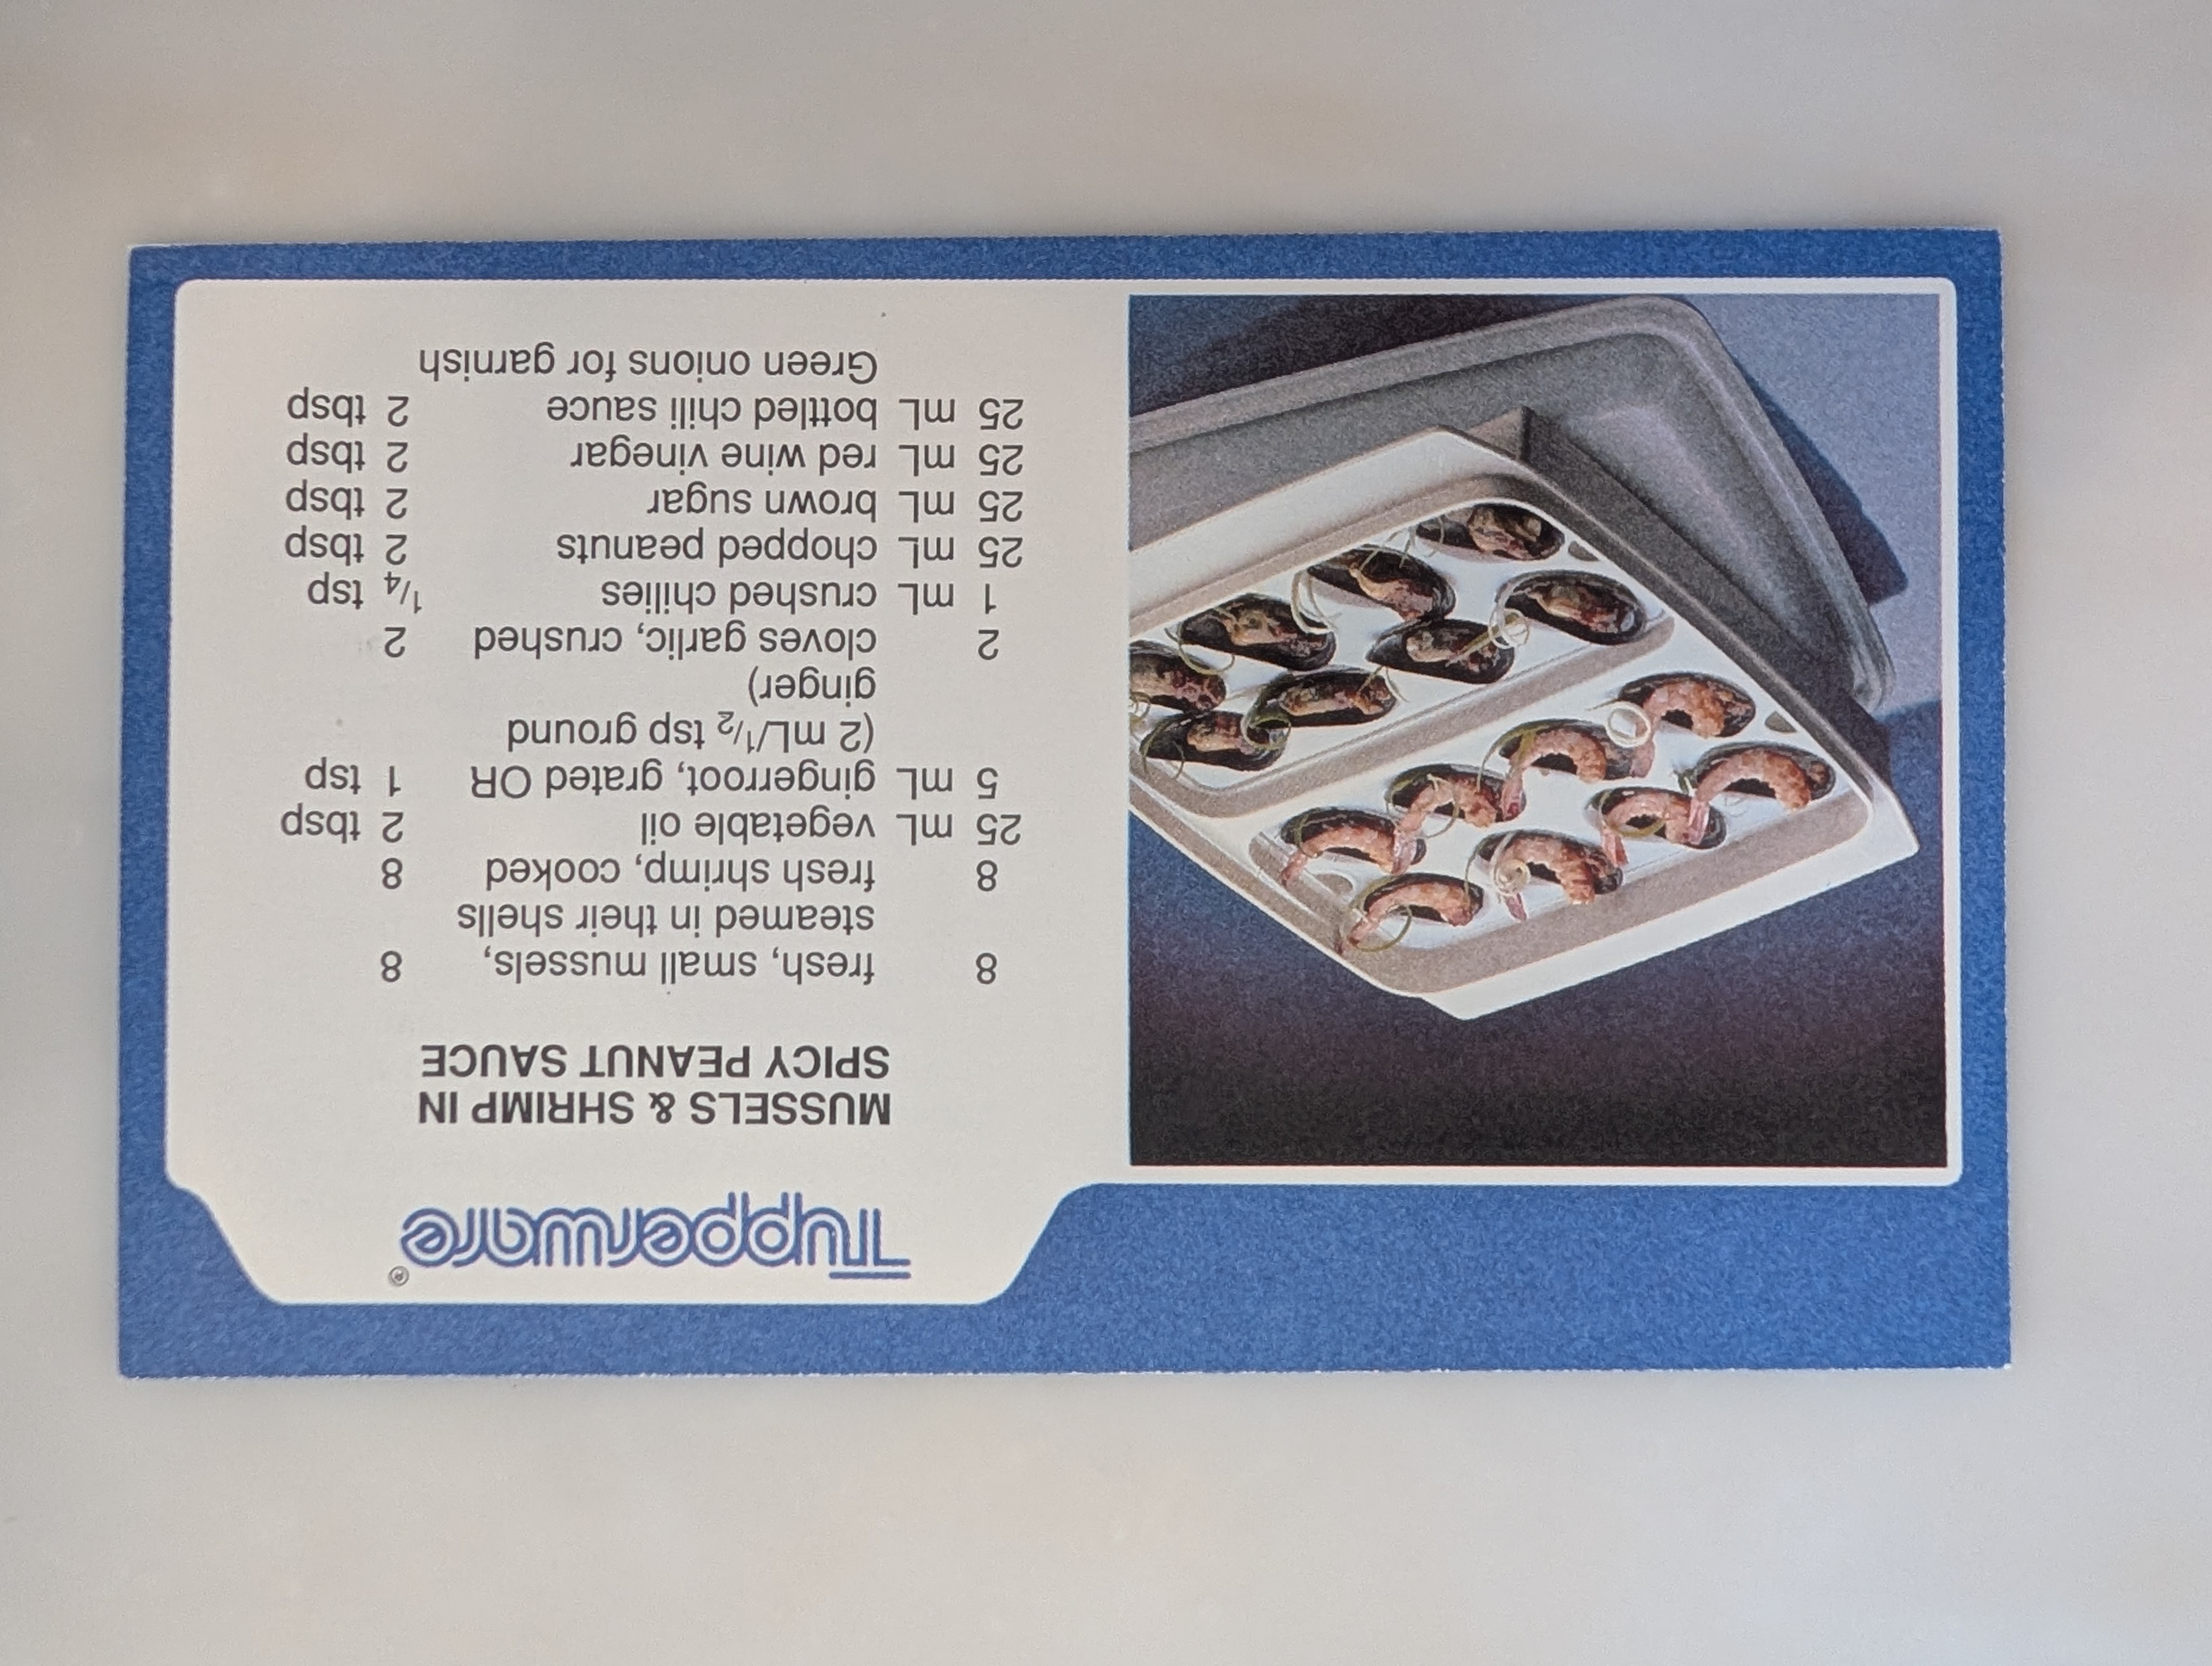 Tupperware®
MUSSELS & SHRIMP IN
SPICY PEANUT SAUCE
8 fresh, small mussels, 8
steamed in their shells
8 fresh shrimp, cooked 8
25 mL vegetable oil 2 tbsp
5 mL gingerroot, grated OR 1 tsp
(2 mL/1/2 tsp ground
ginger)
2 cloves garlic, crushed 2
1 mL crushed chilies 1/4 tsp
25 mL chopped peanuts 2 tbsp
25 mL brown sugar 2 tbsp
25 mL red wine vinegar 2 tbsp
25 mL bottled chili sauce 2 tbsp
Green onions for garnish